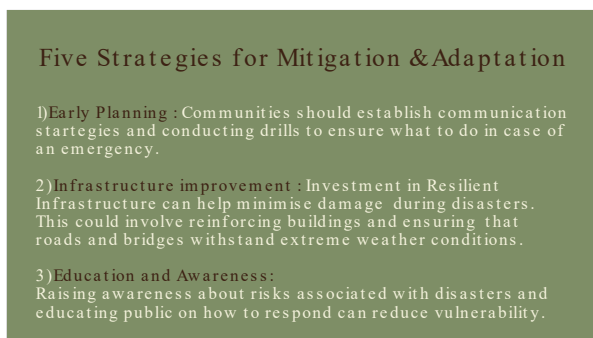 Five Strategies for Mitigation &Adaptation
1)Early Planning : Communities should establish communication
startegies and conducting drills to ensure what to do in case of
an emergency.
2)Infrastructure improvement : Investment in Resilient
Infrastructure can help minimise damage during disasters.
This could involve reinforcing buildings and ensuring that
roads and bridges withstand extreme weather conditions.
3)Education and Awareness:
Raising awareness about risks associated with disasters and
educating public on how to respond can reduce vulnerability.